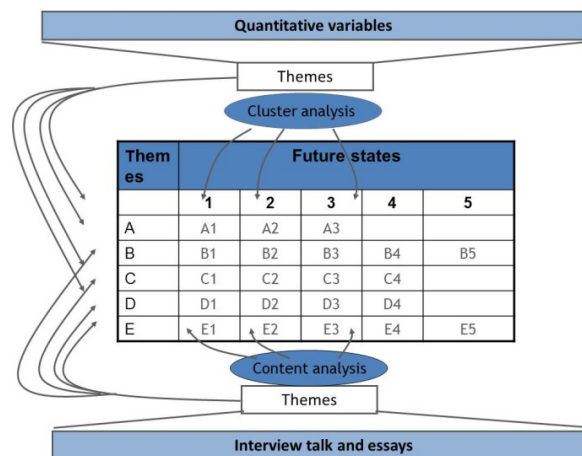 Quantitative variables
Themes
Cluster analysis
Them Future states
es
1 2 3 4 5
A A1 A2 A3
B B1 B2 B3 B4 B5
C C1 C2 C3 C4
D D1 D2 D3 D4
E E1 E2 E3 E4 E5
Content analysis
Themes
Interview talk and essays